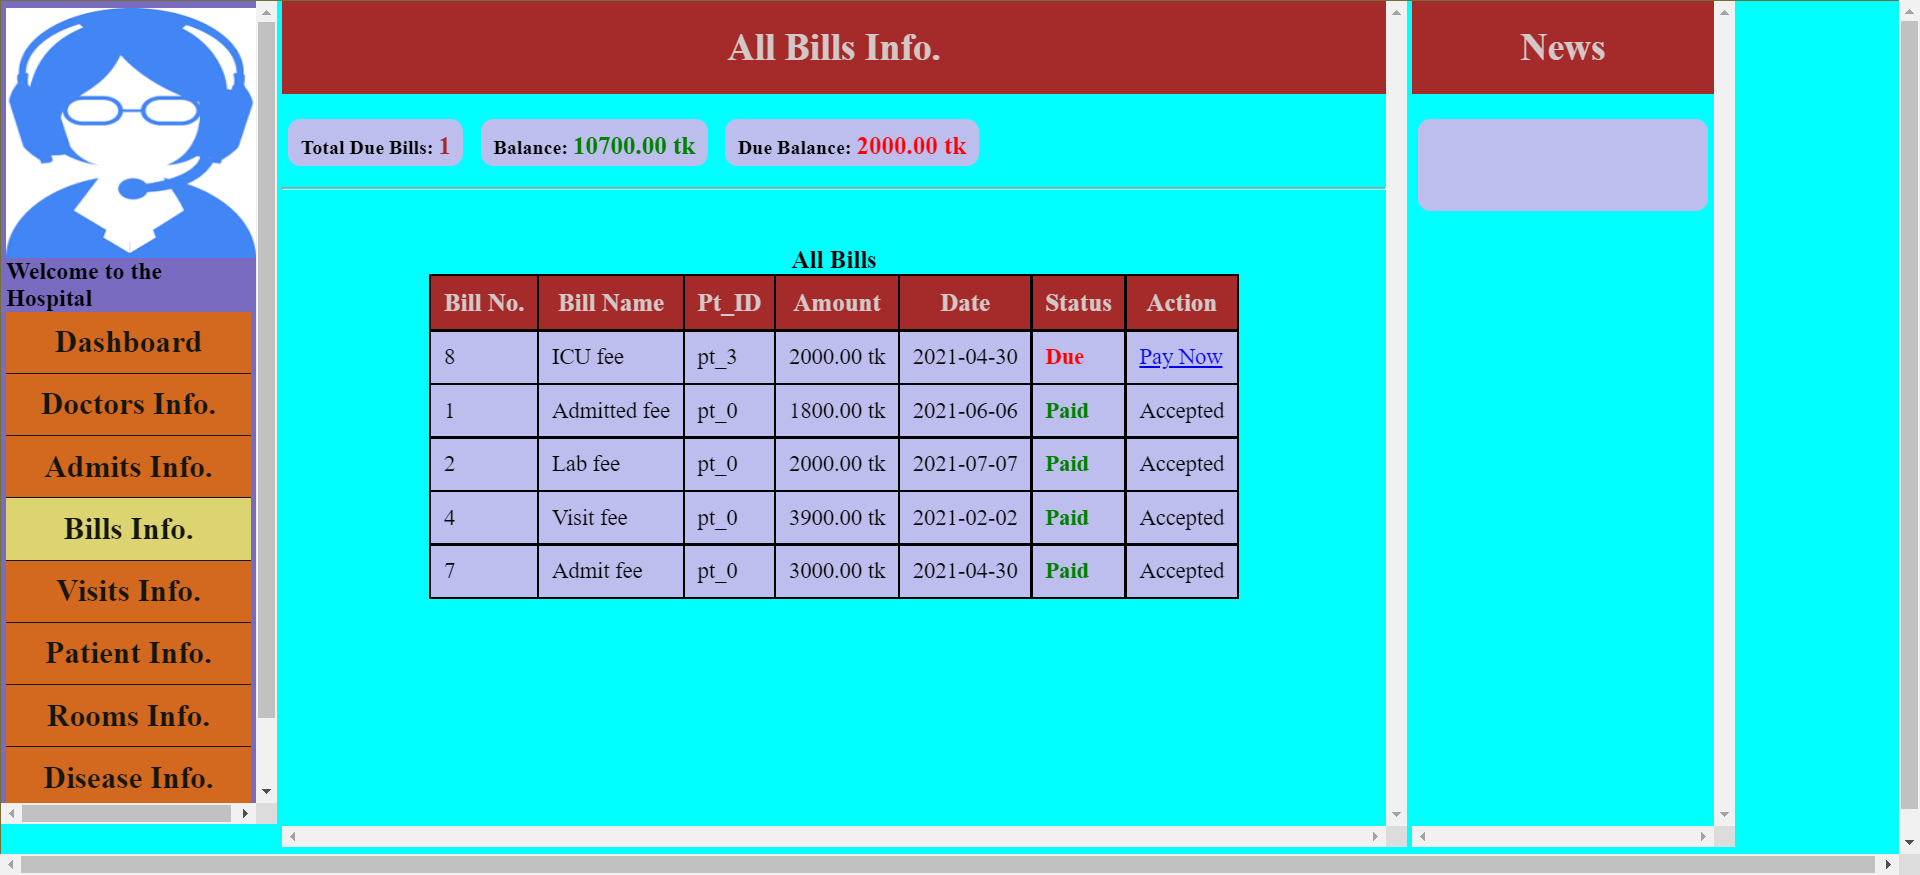 Welcome to the
Hospital
Dashboard
Doctors Info.
Admits Info.
Bills Info.
Visits Info.
Patient Info.
Rooms Info.
Disease Info.
All Bills Info.
Total Due Bills: 1 Balance: 10700.00 tk Due Balance: 2000.00 tk
All Bills
Bill No. Bill Name Pt_ID Amount Date Status Action
8 ICU fee pt_3 2000.00 tk 2021-04-30 Due Pay Now
1 Admitted fee pt_0 1800.00 tk 2021-06-06 Paid Accepted
2 Lab fee pt_0 2000.00 tk 2021-07-07 Paid Accepted
4 Visit fee pt_0 3900.00 tk 2021-02-02 Paid Accepted
7 Admit fee pt_0 3000.00 tk 2021-04-30 Paid Accepted
News